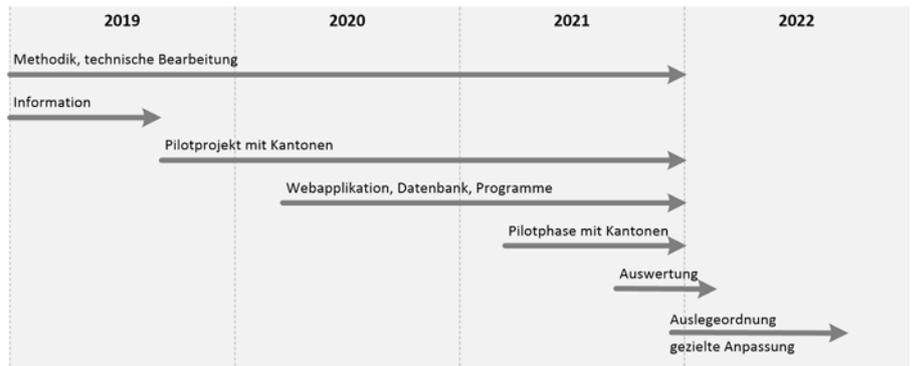 2019 2020 2021 2022
Methodik, technische Bearbeitung
Information
Pilotprojekt mit Kantonen
Webapplikation, Datenbank, Programme
Pilotphase mit Kantonen
Auswertung
Auslegeordnung
gezielte Anpassung